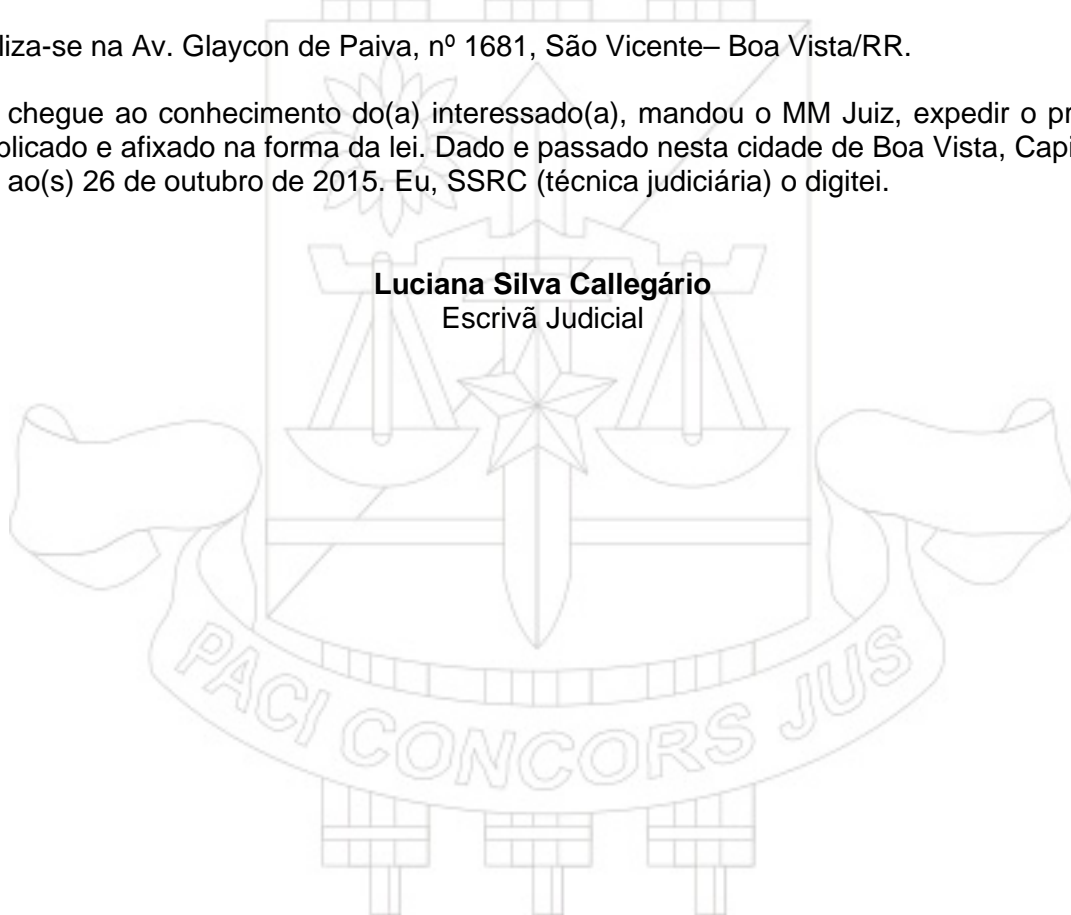 liza-se na Av. Glaycon de Paiva, nº 1681, São Vicente– Boa Vista/RR.
chegue ao conhecimento do(a) interessado(a), mandou o MM Juiz, expedir o pr
blicado e afixado na forma da lei. Dado e passado nesta cidade de Boa Vista, Capi
ao(s) 26 de outubro de 2015. Eu, SSRC (técnica judiciária) o digitei.
Luciana Silva Callegário
Escrivã Judicial
PACI CONCORS JUS